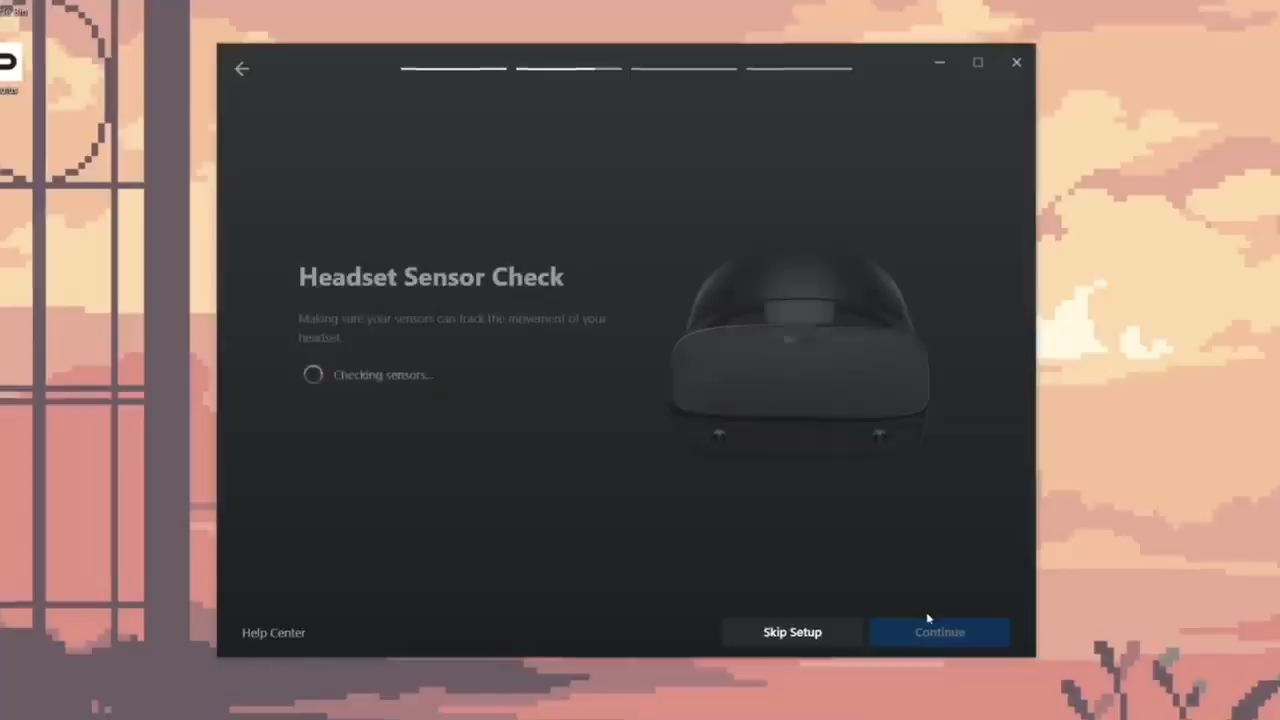 Headset Sensor Check
Making sure your sensors can track the movement of your
headset.
Checking sensors...
Help Center
Skip Setup
Continue